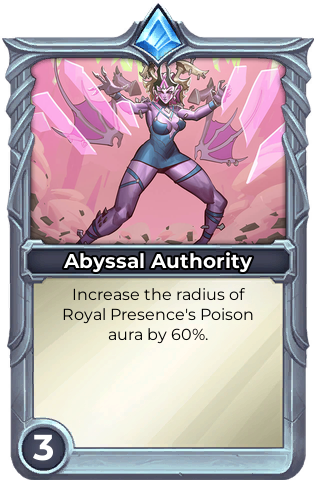 Abyssal Authority
Increase the radius of
Royal Presence's Poison
aura by 60%.
3